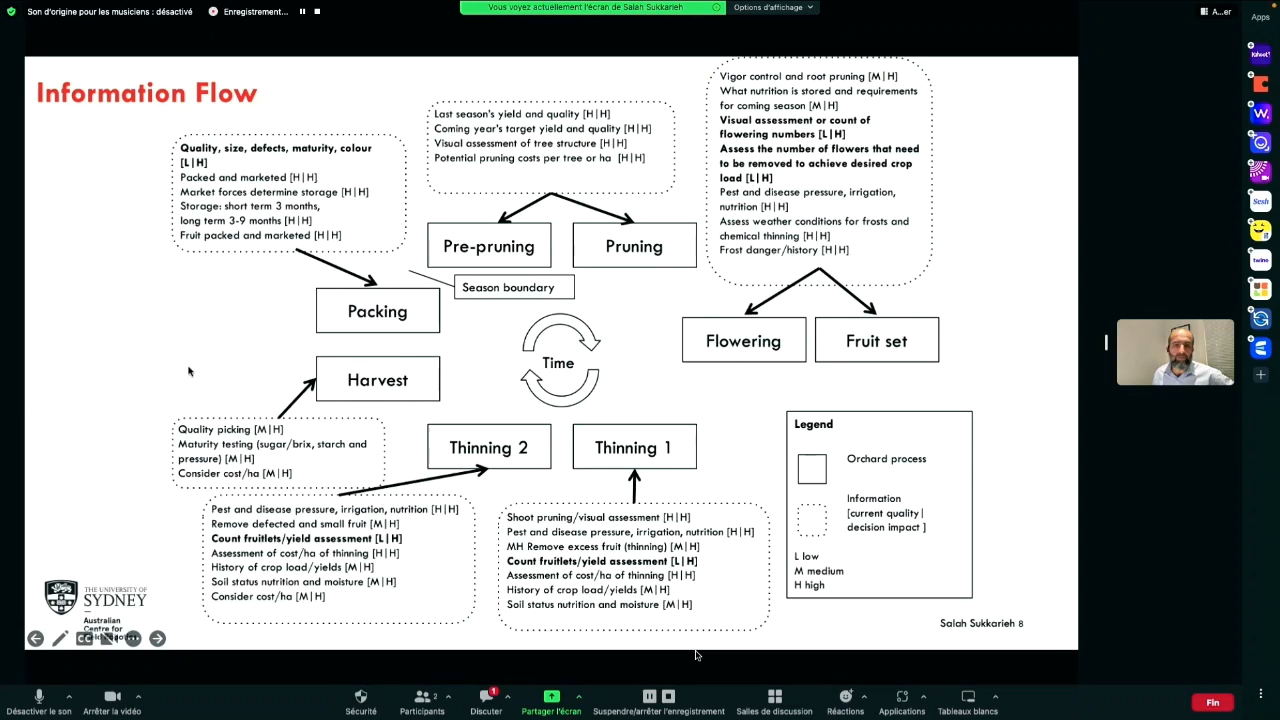 Son d'origine pour les musiciens : désactivé
Enregistrement...
Vous voyez actuellement l'écran de Salah Sukkarieh
Options d'affichage
A...er
Apps
Information Flow
Quality, size, defects, maturity, colour
[L|H]
Packed and marketed [H|H]
Market forces determine storage [H|H]
Storage: short term 3 months,
long term 3-9 months [H|H]
Fruit packed and marketed [H|H]
Last season's yield and quality [H|H]
Coming year's target yield and quality [H|H]
Visual assessment of tree structure [H|H]
Potential pruning costs per tree or ha [H|H]
Vigor control and root pruning [M|H]
What nutrition is stored and requirements
for coming season [M|H]
Visual assessment or count of
flowering numbers [L|H]
Assess the number of flowers that need
to be removed to achieve desired crop
load [L|H]
Pest and disease pressure, irrigation,
nutrition [H|H]
Assess weather conditions for frosts and
chemical thinning [H|H]
Frost danger/history [H|H]
Pre-pruning
Pruning
Season boundary
Packing
Flowering
Fruit set
Time
Harvest
Thinning 2
Thinning 1
Quality picking [M|H]
Maturity testing (sugar/brix, starch and
pressure) [M|H]
Consider cost/ha [M|H]
Pest and disease pressure, irrigation, nutrition [H|H]
Remove defected and small fruit [M|H]
Count fruitlets/yield assessment [L|H]
Assessment of cost/ha of thinning [H|H]
History of crop load/yields [M|H]
Soil status nutrition and moisture [M|H]
Consider cost/ha [M|H]
Shoot pruning/visual assessment [H|H]
Pest and disease pressure, irrigation, nutrition [H|H]
MH Remove excess fruit (thinning) [M|H]
Count fruitlets/yield assessment [L|H]
Assessment of cost/ha of thinning [H|H]
History of crop load/yields [M|H]
Soil status nutrition and moisture [M|H]
Legend
Orchard process
Information
[current quality|
decision impact ]
L low
M medium
H high
THE UNIVERSITY OF
SYDNEY
Australian
Centre for
Salah Sukkarieh 8
Désactiver le son
Arrêter la vidéo
Sécurité
Participants
2
Discuter
1
Partager l'écran
Suspendre/arrêter l'enregistrement
Salles de discussion
Réactions
Applications
Tableaux blancs
Fin